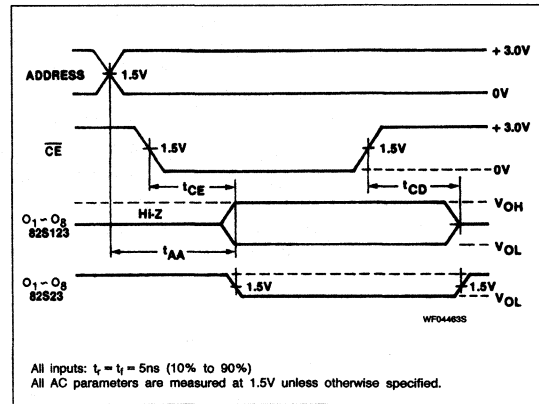 + 3.0V
ADDRESS
1.5V
0V
+ 3.0V
CE
1.5V
1.5V
0V
tCE
tCD
VOH
Hi-Z
O1 – O8
82S123
tAA
VOL
O1 – O8
82S23
1.5V
1.5V
VOL
WF04463S
All inputs: tr = tf = 5ns (10% to 90%)
All AC parameters are measured at 1.5V unless otherwise specified.